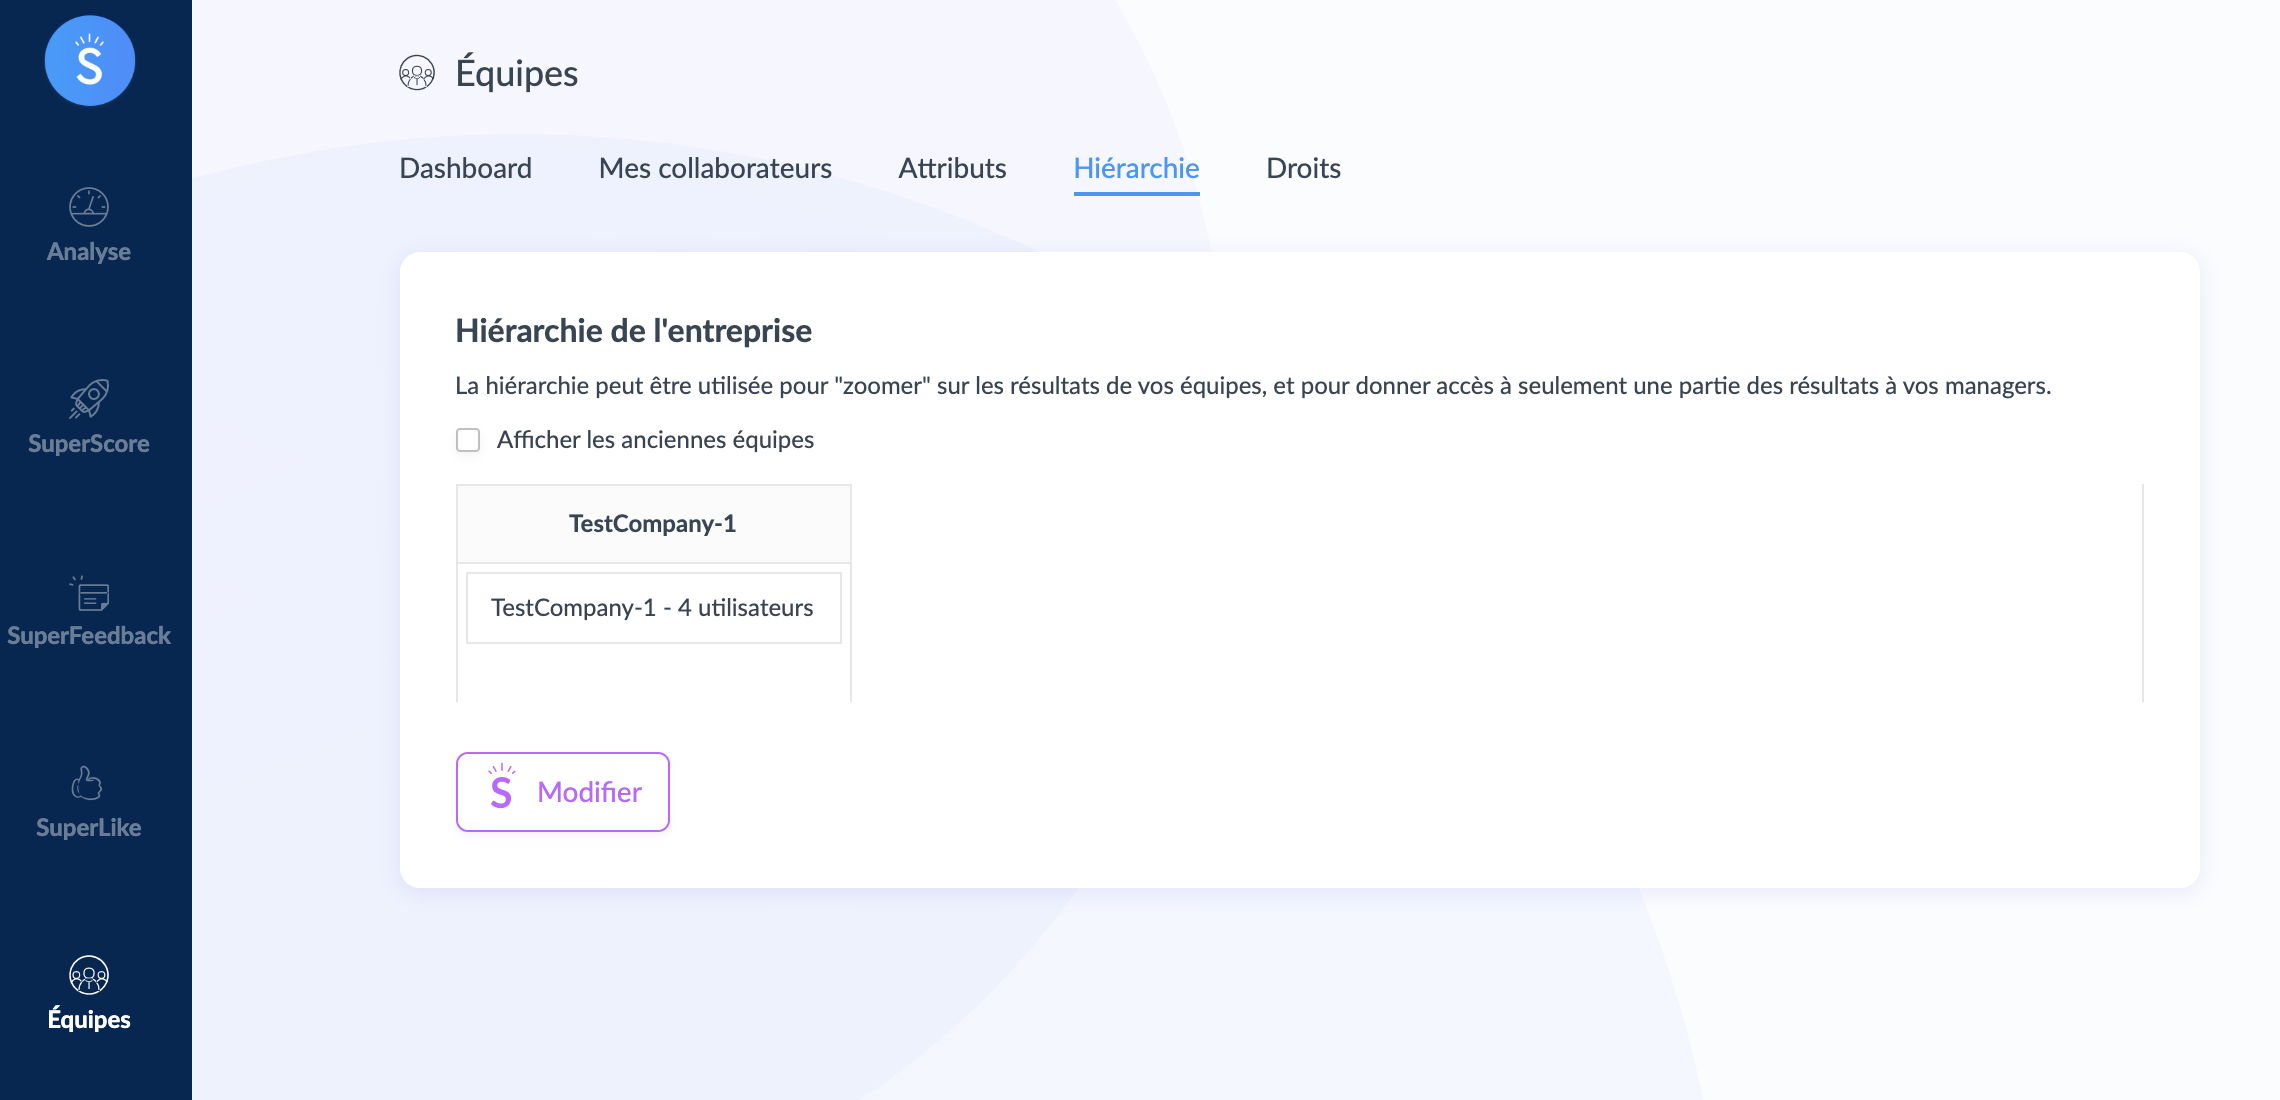 S
Analyse
SuperScore
SuperFeedback
SuperLike
Équipes
Équipes
Dashboard
Mes collaborateurs
Attributs
Hiérarchie
Droits
Hiérarchie de l'entreprise
La hiérarchie peut être utilisée pour "zoomer" sur les résultats de vos équipes, et pour donner accès à seulement une partie des résultats à vos managers.
Afficher les anciennes équipes
TestCompany-1
TestCompany-1 - 4 utilisateurs
S Modifier